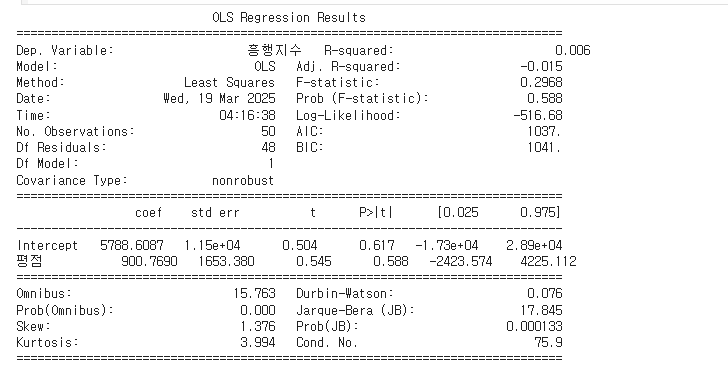 OLS Regression Results
==============================================================================
Dep. Variable: 흥행지수 R-squared: 0.006
Model: OLS Adj. R-squared: -0.015
Method: Least Squares F-statistic: 0.2968
Date: Wed, 19 Mar 2025 Prob (F-statistic): 0.588
Time: 04:16:38 Log-Likelihood: -516.68
No. Observations: 50 AIC: 1037.
Df Residuals: 48 BIC: 1041.
Df Model: 1
Covariance Type: nonrobust
==============================================================================
coef std err t P>|t| [0.025 0.975]
------------------------------------------------------------------------------
Intercept 5788.6087 1.15e+04 0.504 0.617 -1.73e+04 2.89e+04
평점 900.7690 1653.380 0.545 0.588 -2423.574 4225.112
==============================================================================
Omnibus: 15.763 Durbin-Watson: 0.076
Prob(Omnibus): 0.000 Jarque-Bera (JB): 17.845
Skew: 1.376 Prob(JB): 0.000133
Kurtosis: 3.994 Cond. No. 75.9
==============================================================================